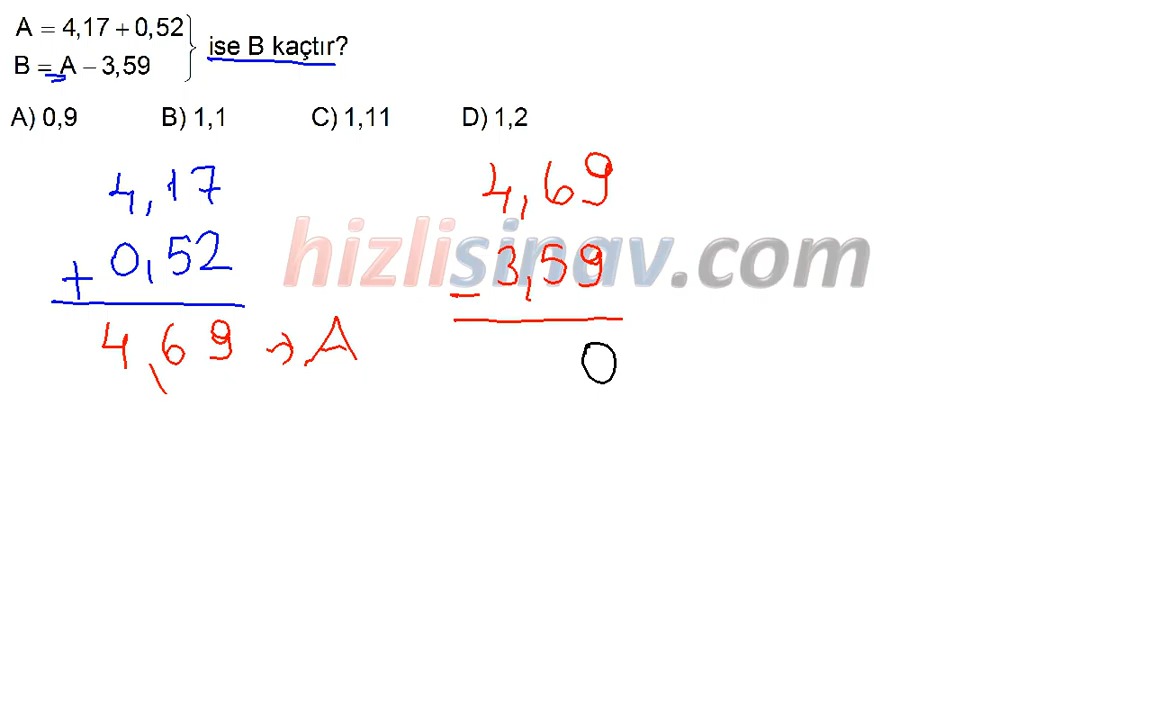 A = 4,17 + 0,52
B = A − 3,59
ise B kaçtır?
A) 0,9 B) 1,1 C) 1,11 D) 1,2
4,17
+ 0,52
4,69 → A
4,69
− 3,59
0
hizlisinav.com